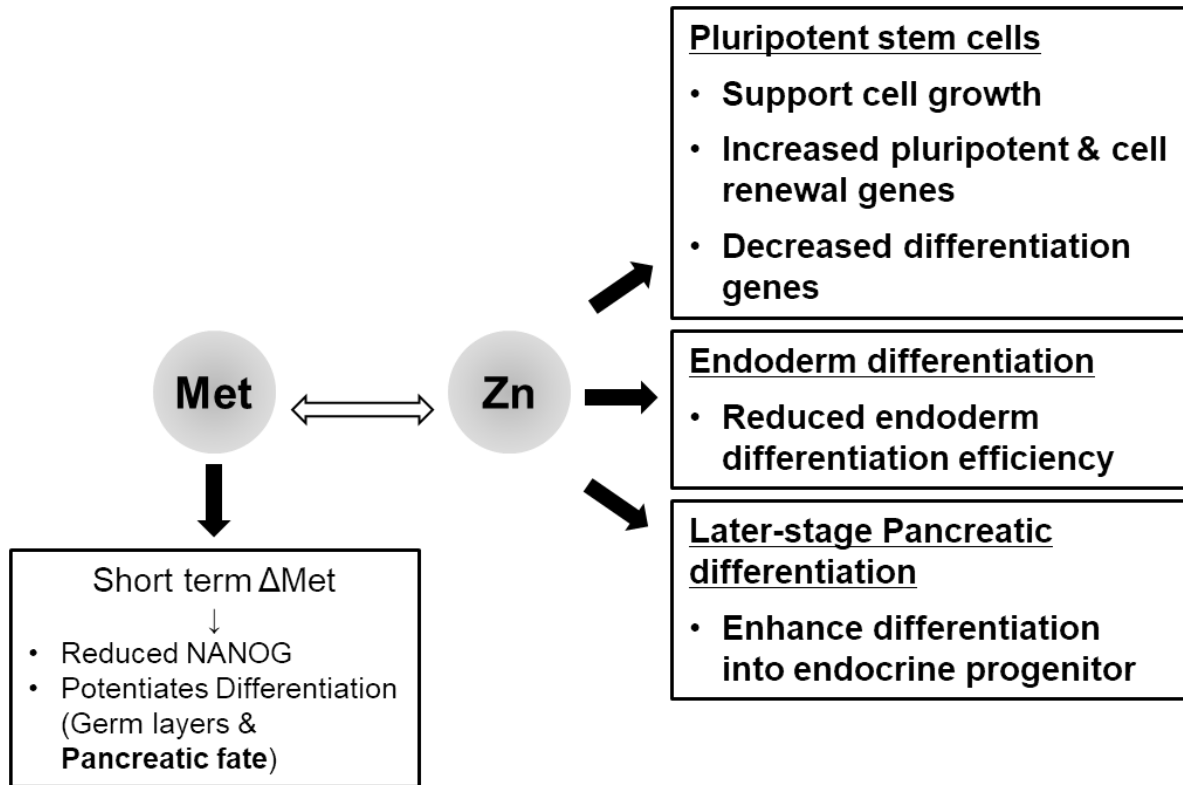 Pluripotent stem cells
• Support cell growth
• Increased pluripotent & cell
renewal genes
• Decreased differentiation
genes
Met
Zn
Endoderm differentiation
• Reduced endoderm
differentiation efficiency
Later-stage Pancreatic
differentiation
• Enhance differentiation
into endocrine progenitor
Short term ΔMet
↓
• Reduced NANOG
• Potentiates Differentiation
(Germ layers &
Pancreatic fate)